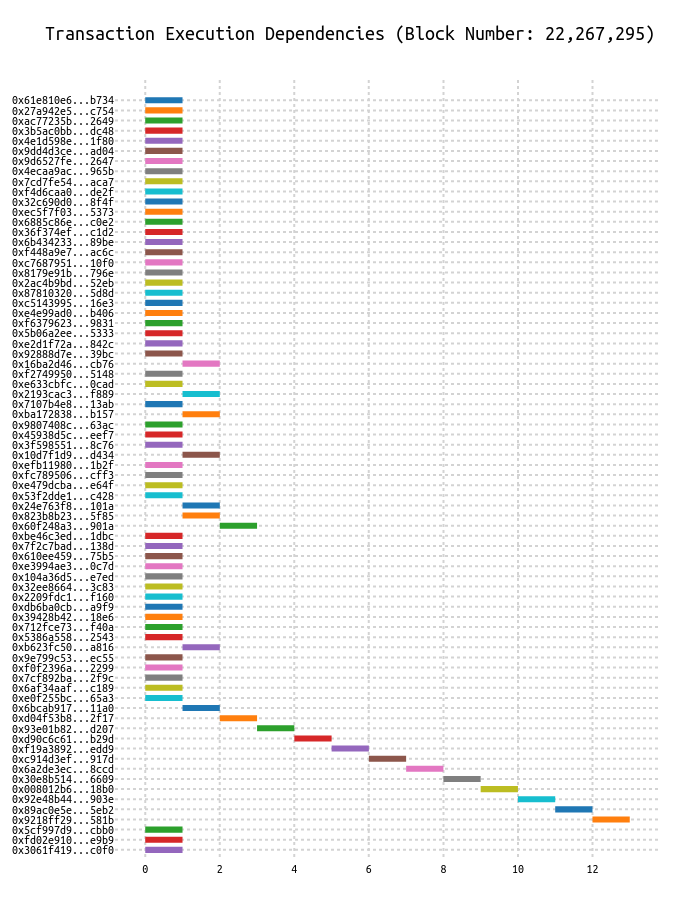 Transaction Execution Dependencies (Block Number: 22,267,295)
0x61e810e6...b734
0x27a942e5...c754
0xac77235b...2649
0x3b5ac0bb...dc48
0x4e1d598e...1f80
0x9dd4d3ce...ad04
0x9d6527fe...2647
0x4ecaa9ac...965b
0x7cd7fe54...aca7
0xf4d6caa0...de2f
0x32c690d0...8f4f
0xec5f7f03...5373
0x6885c86e...c0e2
0x36f374ef...c1d2
0x6b434233...89be
0xf448a9e7...ac6c
0xc7687951...10f0
0x8179e91b...796e
0x2ac4b9bd...52eb
0x87810320...5d8d
0xc5143995...16e3
0xe4e99ad0...b406
0xf6379623...9831
0x5b06a2ee...5333
0xe2d1f72a...842c
0x92888d7e...39bc
0x16ba2d46...cb76
0xf2749950...5148
0xe633cbfc...0cad
0x2193cac3...f889
0x7107b4e8...13ab
0xba172838...b157
0x9807408c...63ac
0x45938d5c...eef7
0x3f598551...8c76
0x10d7f1d9...d434
0xefb11980...1b2f
0xfc789506...cff3
0xe479dcba...e64f
0x53f2dde1...c428
0x24e763f8...101a
0x823b8b23...5f85
0x60f248a3...901a
0xbe46c3ed...1dbc
0x7f2c7bad...138d
0x610ee459...75b5
0xe3994ae3...0c7d
0x104a36d5...e7ed
0x32ee8664...3c83
0x2209fdc1...f160
0xdb6ba0cb...a9f9
0x39428b42...18e6
0x712fce73...f40a
0x5386a558...2543
0xb623fc50...a816
0x9e799c53...ec55
0xf0f2396a...2299
0x7cf892ba...2f9c
0x6af34aaf...c189
0xe0f255bc...65a3
0x6bcab917...11a0
0xd04f53b8...2f17
0x93e01b82...d207
0xd90c6c61...b29d
0xf19a3892...edd9
0xc914d3ef...917d
0x6a2de3ec...8ccd
0x30e8b514...6609
0x008012b6...18b0
0x92e48b44...903e
0x89ac0e5e...5eb2
0x9218ff29...581b
0x5cf997d9...cbb0
0xfd02e910...e9b9
0x3061f419...c0f0
0 2 4 6 8 10 12